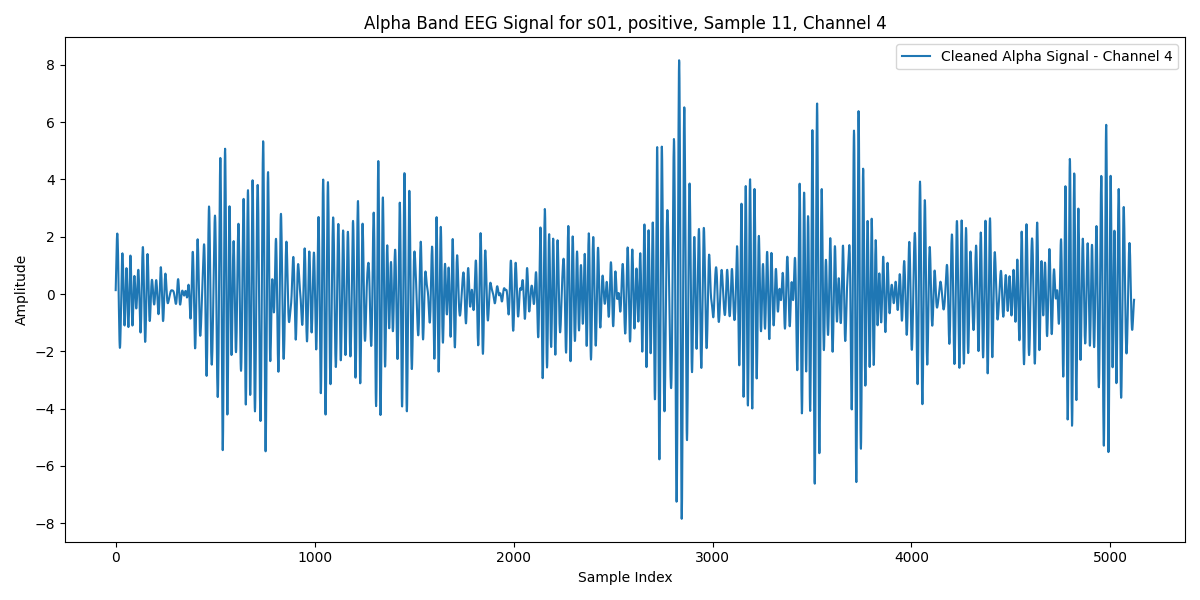 Alpha Band EEG Signal for s01, positive, Sample 11, Channel 4
Cleaned Alpha Signal - Channel 4
8
6
4
2
0
−2
−4
−6
−8
Amplitude
0 1000 2000 3000 4000 5000
Sample Index